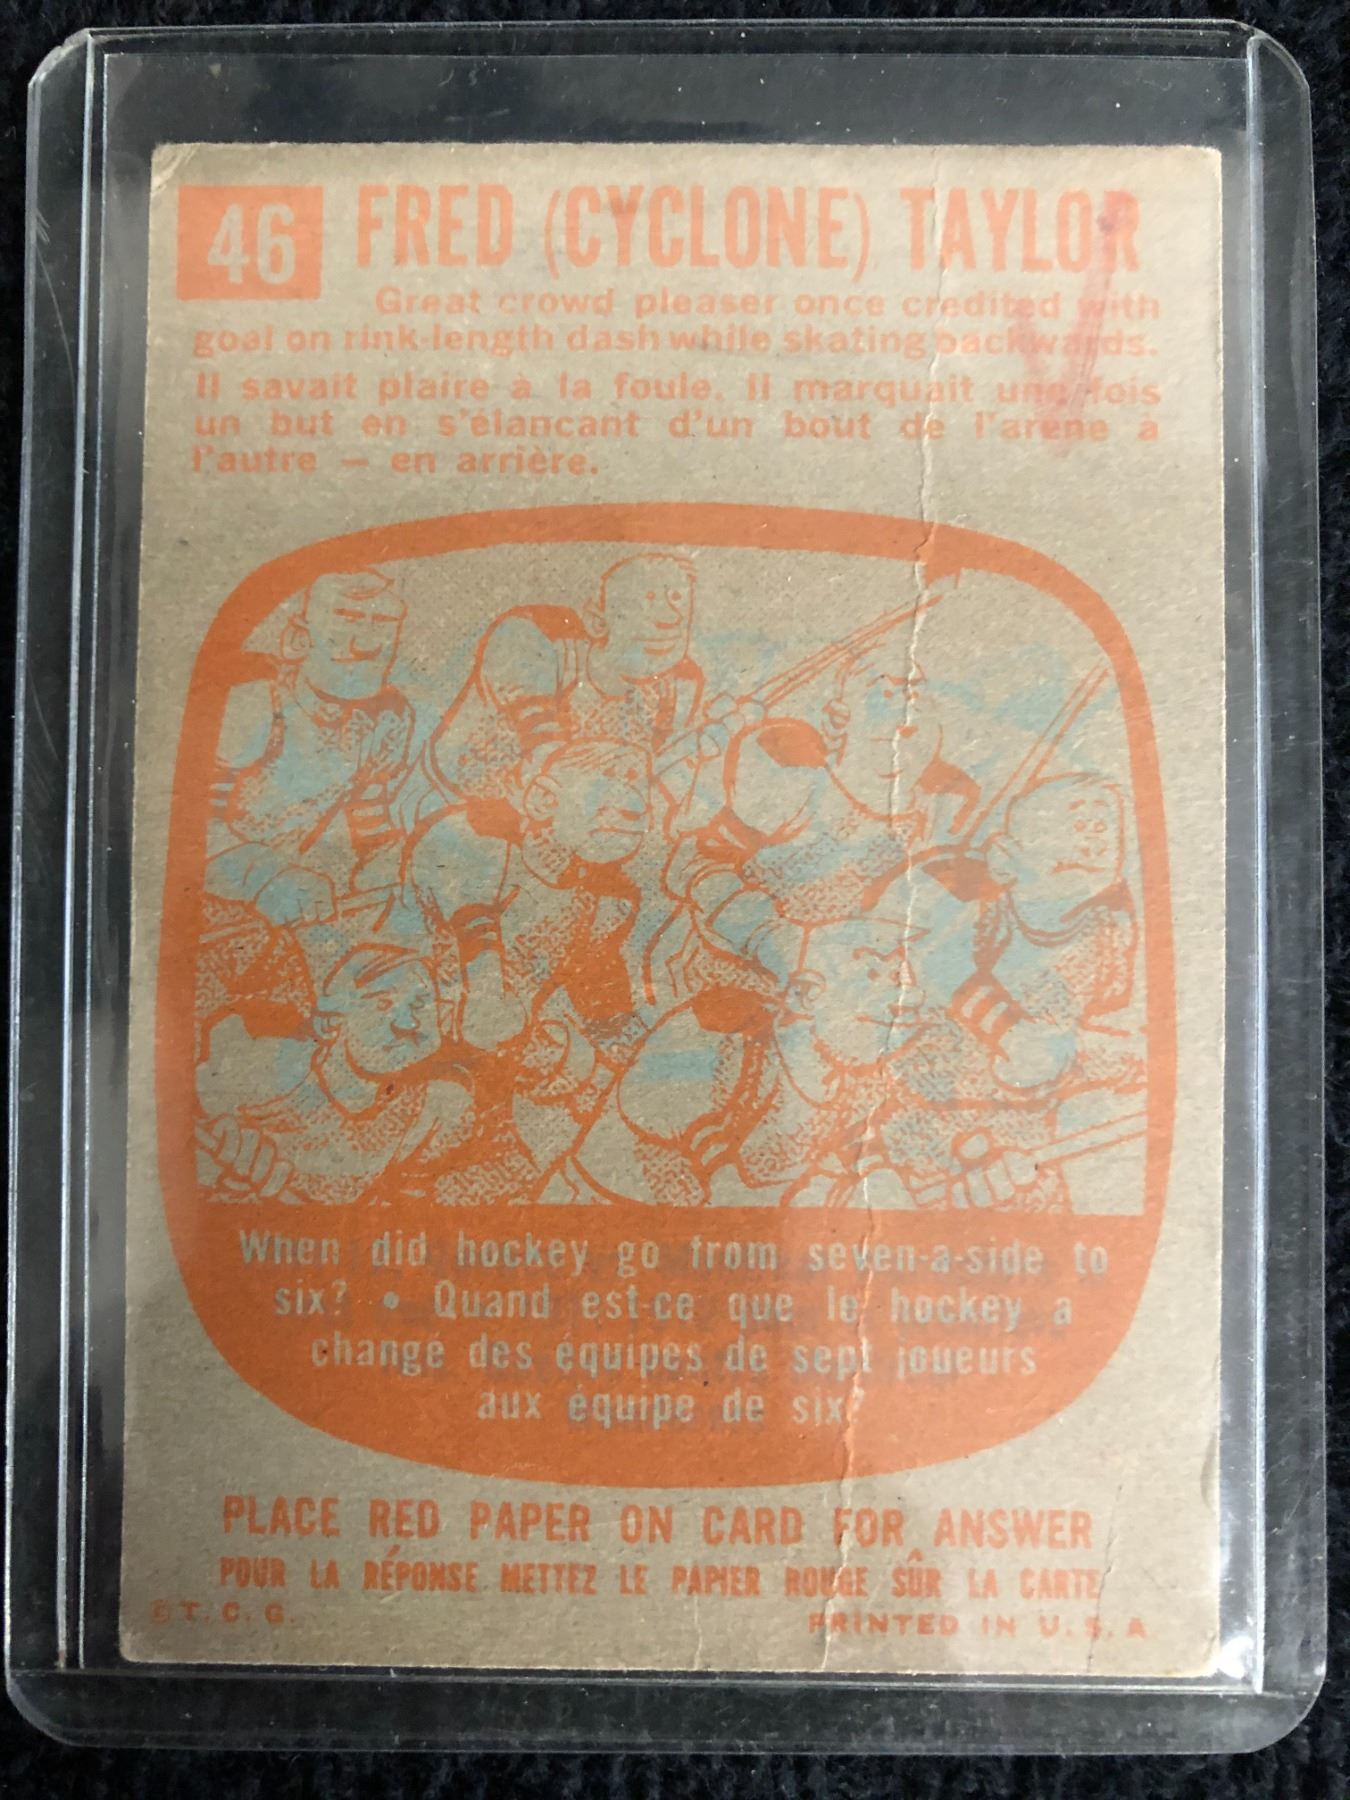 46 FRED (CYCLONE) TAYLOR
Great crowd pleaser once credited with
goal on rink-length dash while skating backwards.
Il savait plaire à la foule. Il marquait une fois
un but en s'élancant d'un bout de l'arène à
l'autre — en arrière.
When did hockey go from seven-a-side to
six? • Quand est-ce que le hockey a
changé des équipes de sept joueurs
aux équipe de six?
PLACE RED PAPER ON CARD FOR ANSWER
POUR LA RÉPONSE METTEZ LE PAPIER ROUGE SÛR LA CARTE
© T. C. G. PRINTED IN U. S. A